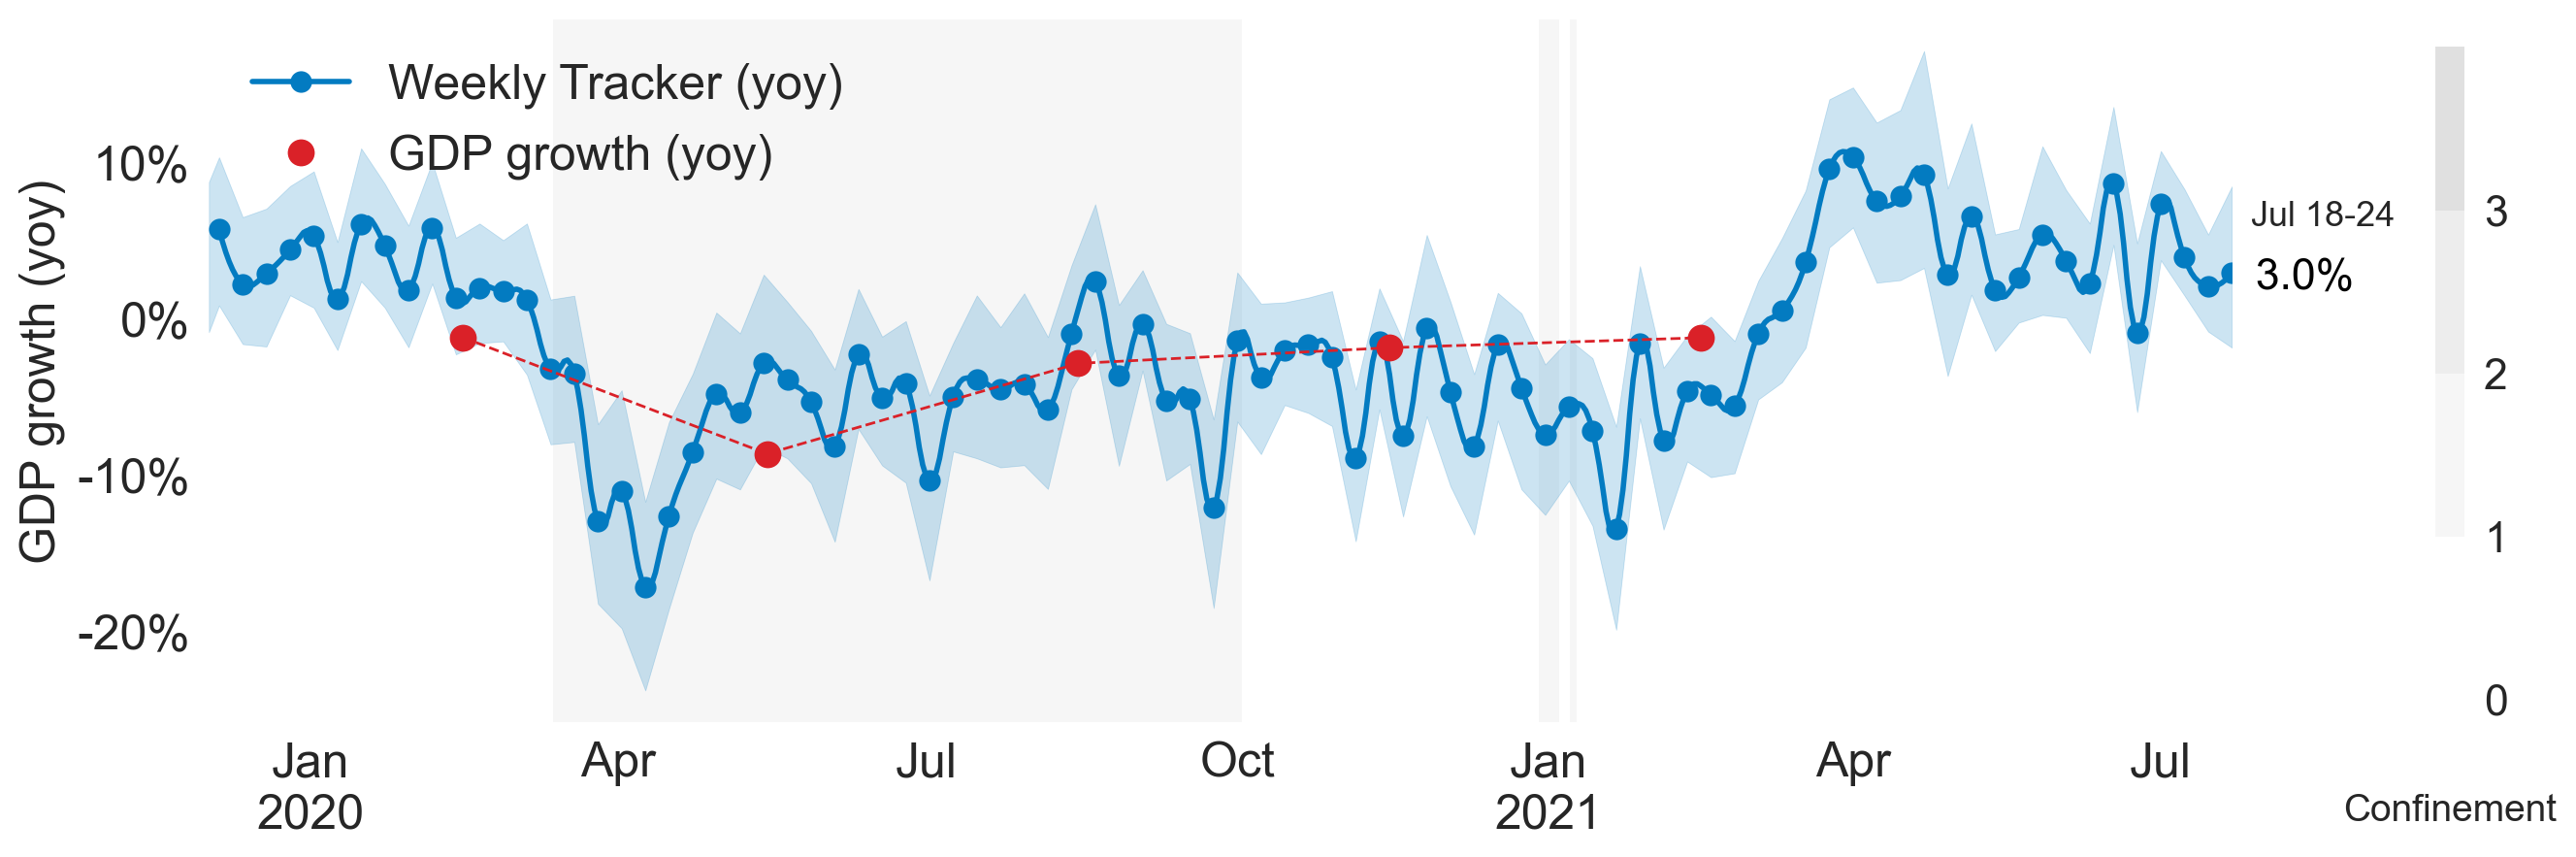 Weekly Tracker (yoy)
GDP growth (yoy)
GDP growth (yoy)
10%
0%
-10%
-20%
Jul 18-24
3.0%
3
2
1
0
Jan Apr Jul Oct Jan Apr Jul
2020 2021
Confinement